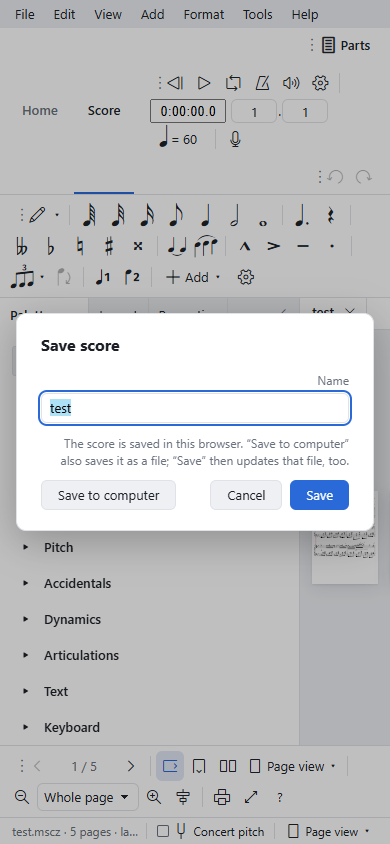 File Edit View Add Format Tools Help
Parts
Home Score 0:00:00.0 1 . 1
= 60
3
1 2 Add
test
Save score
Name
test
The score is saved in this browser. “Save to computer”
also saves it as a file; “Save” then updates that file, too.
Save to computer Cancel Save
Pitch
Accidentals
Dynamics
Articulations
Text
Keyboard
1 / 5 Page view
Whole page ?
test.mscz · 5 pages · la... Concert pitch Page view